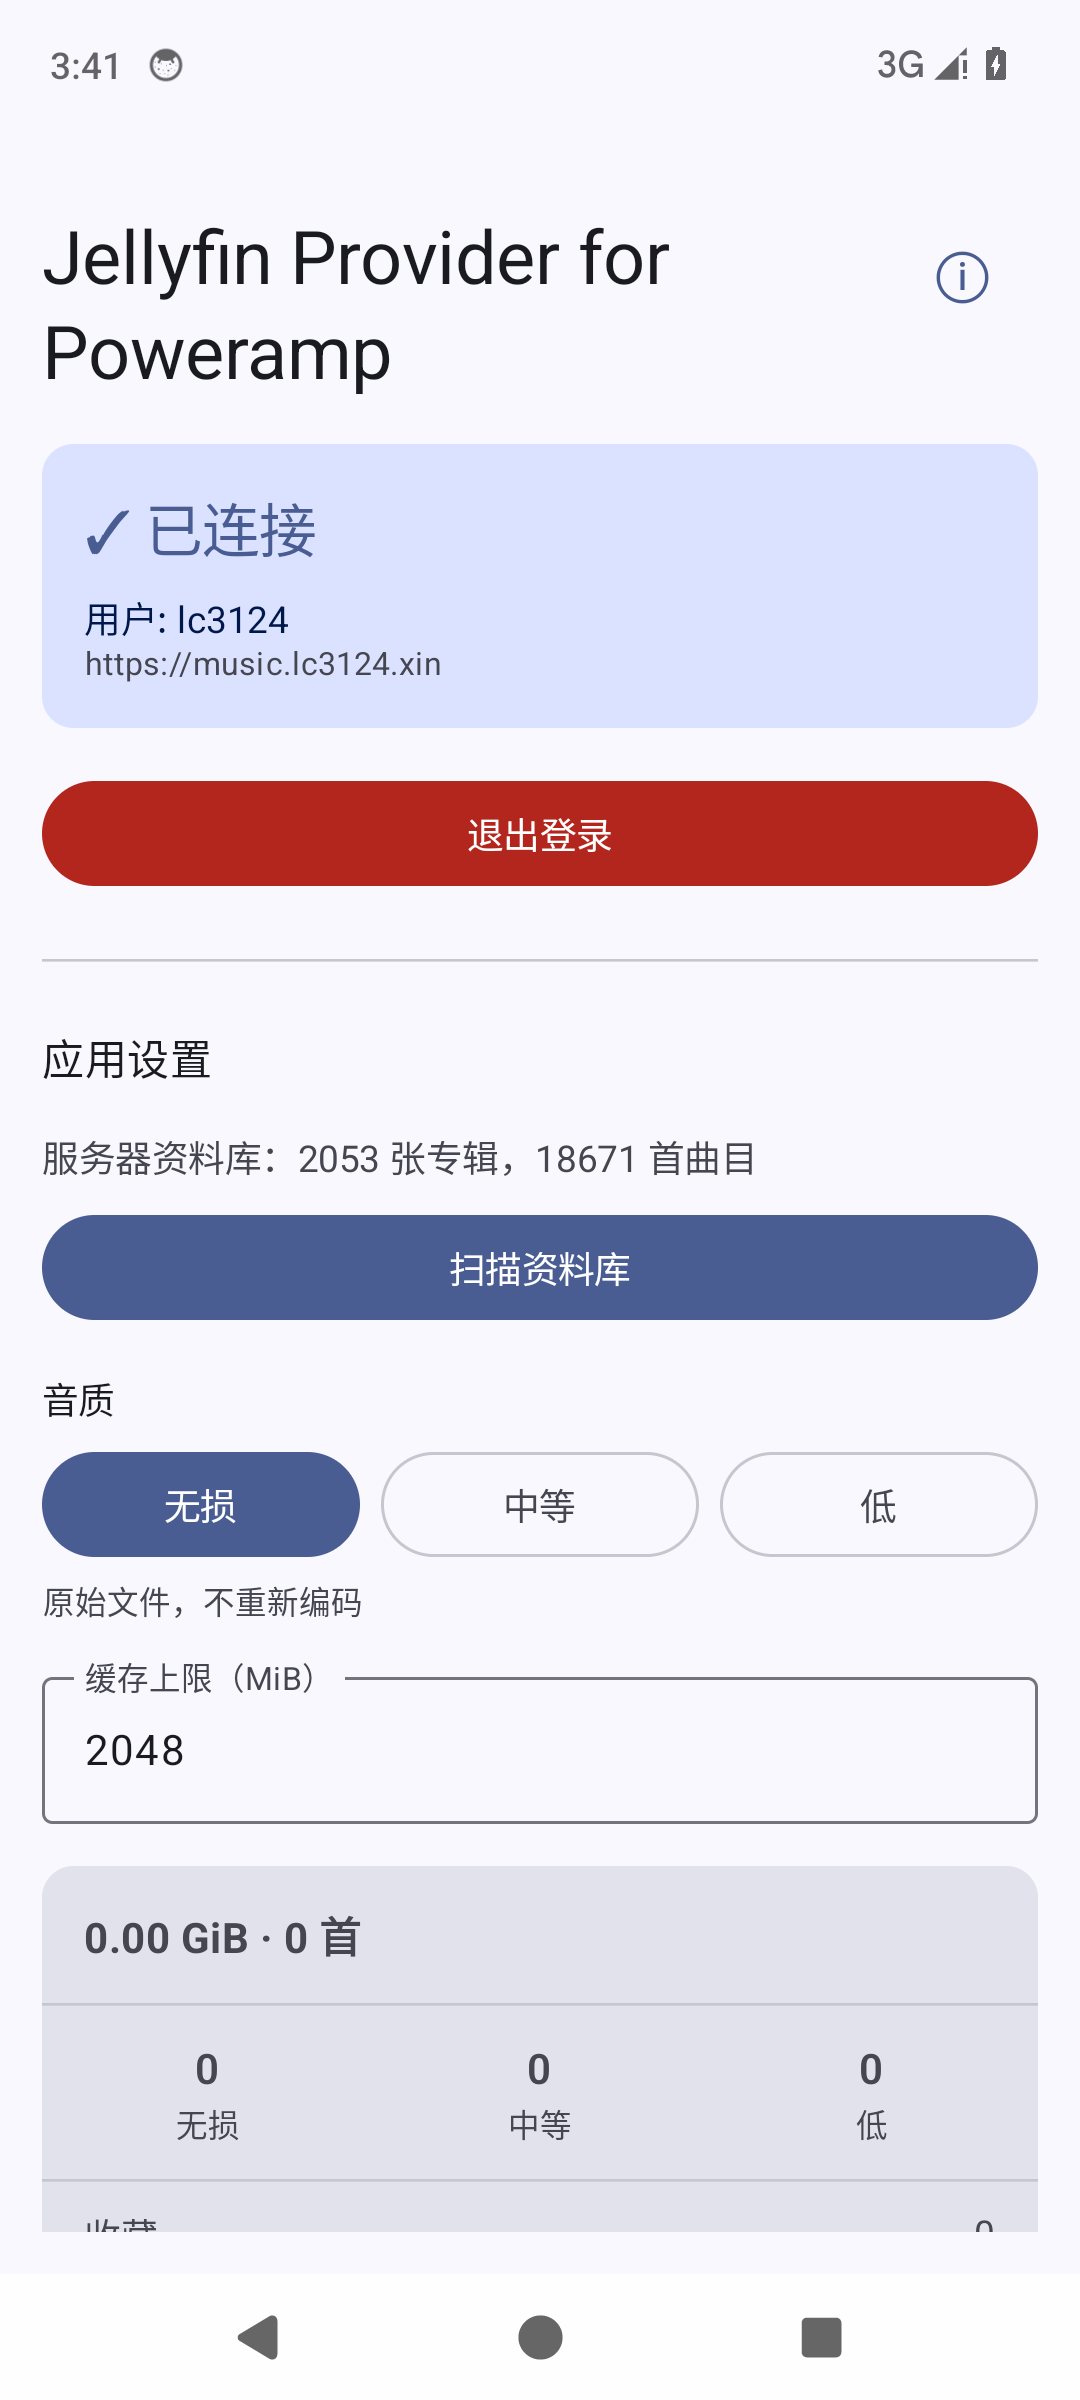 3:41
3G
Jellyfin Provider for
Poweramp
✓ 已连接
用户: lc3124
https://music.lc3124.xin
退出登录
应用设置
服务器资料库：2053 张专辑，18671 首曲目
扫描资料库
音质
无损 中等 低
原始文件，不重新编码
缓存上限（MiB）
2048
0.00 GiB · 0 首
0 0 0
无损 中等 低
收藏 0